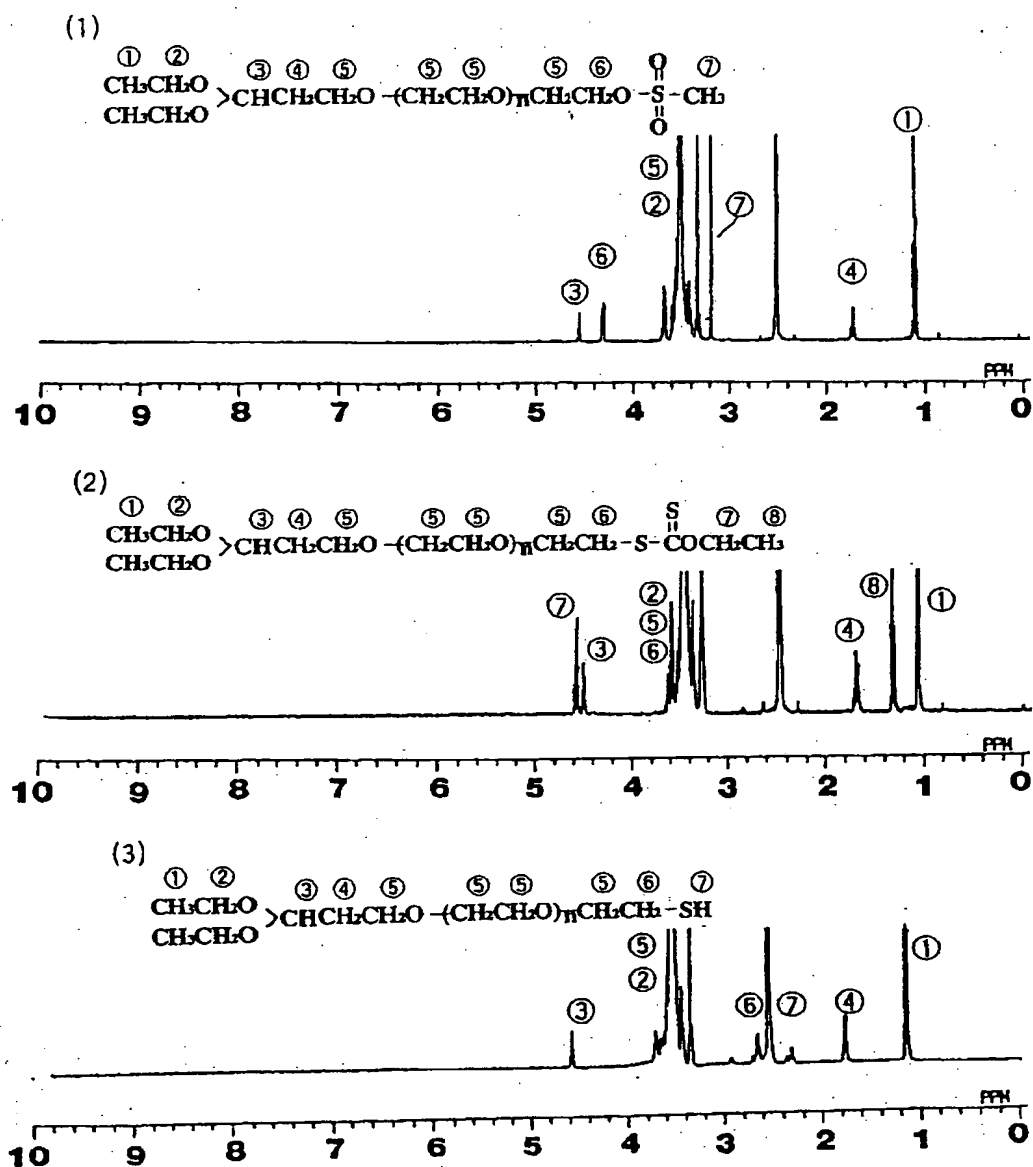 (1)
① ② ③ ④ ⑤ ⑤ ⑤ ⑤ ⑥ O ⑦
CH₃CH₂O
>CHCH₂CH₂O-(CH₂CH₂O)nCH₂CH₂O-S-CH₃
CH₃CH₂O
O
①
⑤
② ⑦
⑥
③ ④
PPM
10 9 8 7 6 5 4 3 2 1 0
(2)
① ② ③ ④ ⑤ ⑤ ⑤ ⑤ ⑥ S ⑦ ⑧
CH₃CH₂O
>CHCH₂CH₂O-(CH₂CH₂O)nCH₂CH₂-S-COCH₂CH₃
CH₃CH₂O
⑦ ② ⑧ ①
⑤
③ ⑥ ④
PPM
10 9 8 7 6 5 4 3 2 1 0
(3)
① ② ③ ④ ⑤ ⑤ ⑤ ⑤ ⑥ ⑦
CH₃CH₂O
>CHCH₂CH₂O-(CH₂CH₂O)nCH₂CH₂-SH
CH₃CH₂O
⑤ ①
②
③ ⑥ ⑦ ④
PPM
10 9 8 7 6 5 4 3 2 1 0